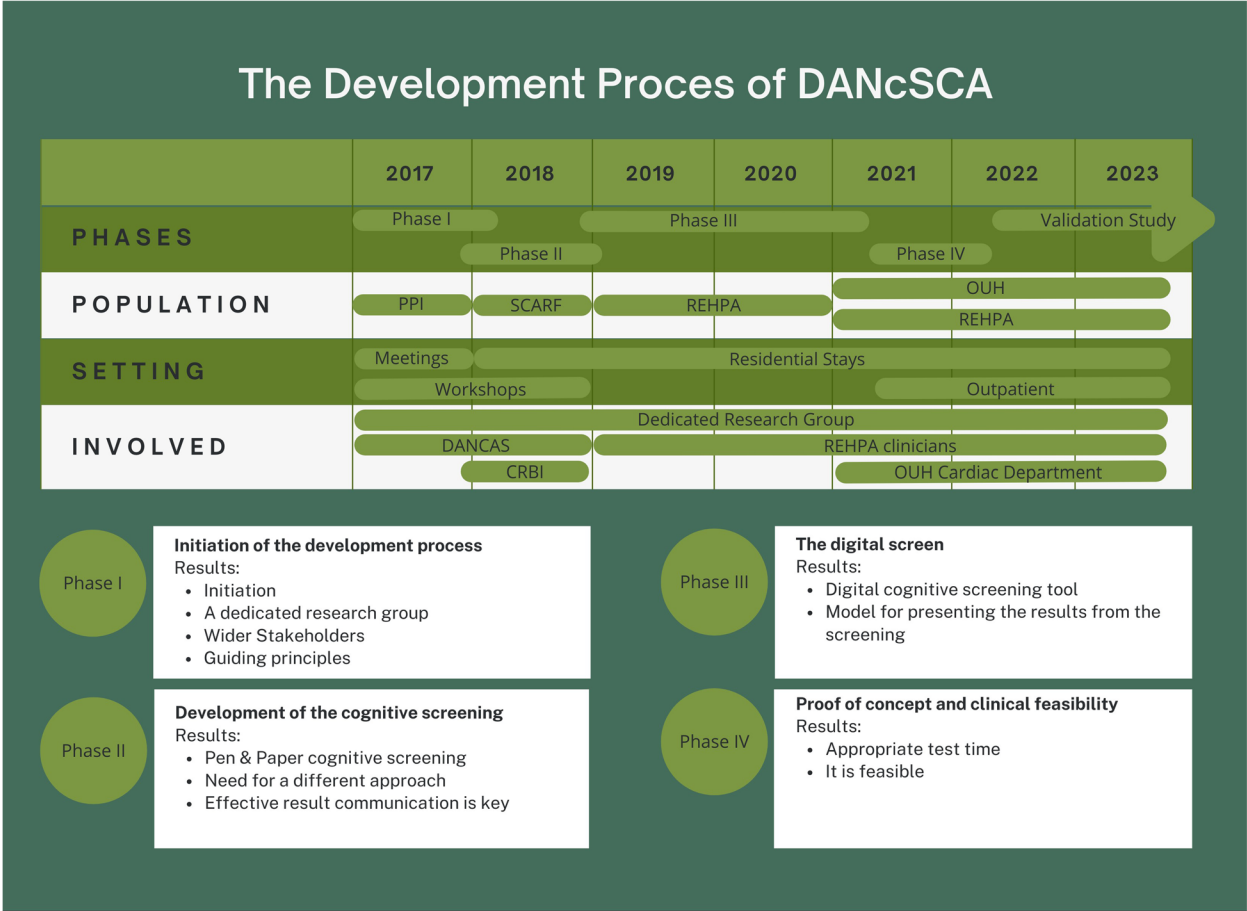 The Development Proces of DANcSCA
2017 2018 2019 2020 2021 2022 2023
PHASES
Phase I Phase III Validation Study
Phase II Phase IV
POPULATION
PPI SCARF REHPA OUH
REHPA
SETTING
Meetings Residential Stays
Workshops Outpatient
INVOLVED
Dedicated Research Group
DANCAS REHPA clinicians
CRBI OUH Cardiac Department
Phase I
Initiation of the development process
Results:
• Initiation
• A dedicated research group
• Wider Stakeholders
• Guiding principles
Phase II
Development of the cognitive screening
Results:
• Pen & Paper cognitive screening
• Need for a different approach
• Effective result communication is key
Phase III
The digital screen
Results:
• Digital cognitive screening tool
• Model for presenting the results from the
screening
Phase IV
Proof of concept and clinical feasibility
Results:
• Appropriate test time
• It is feasible